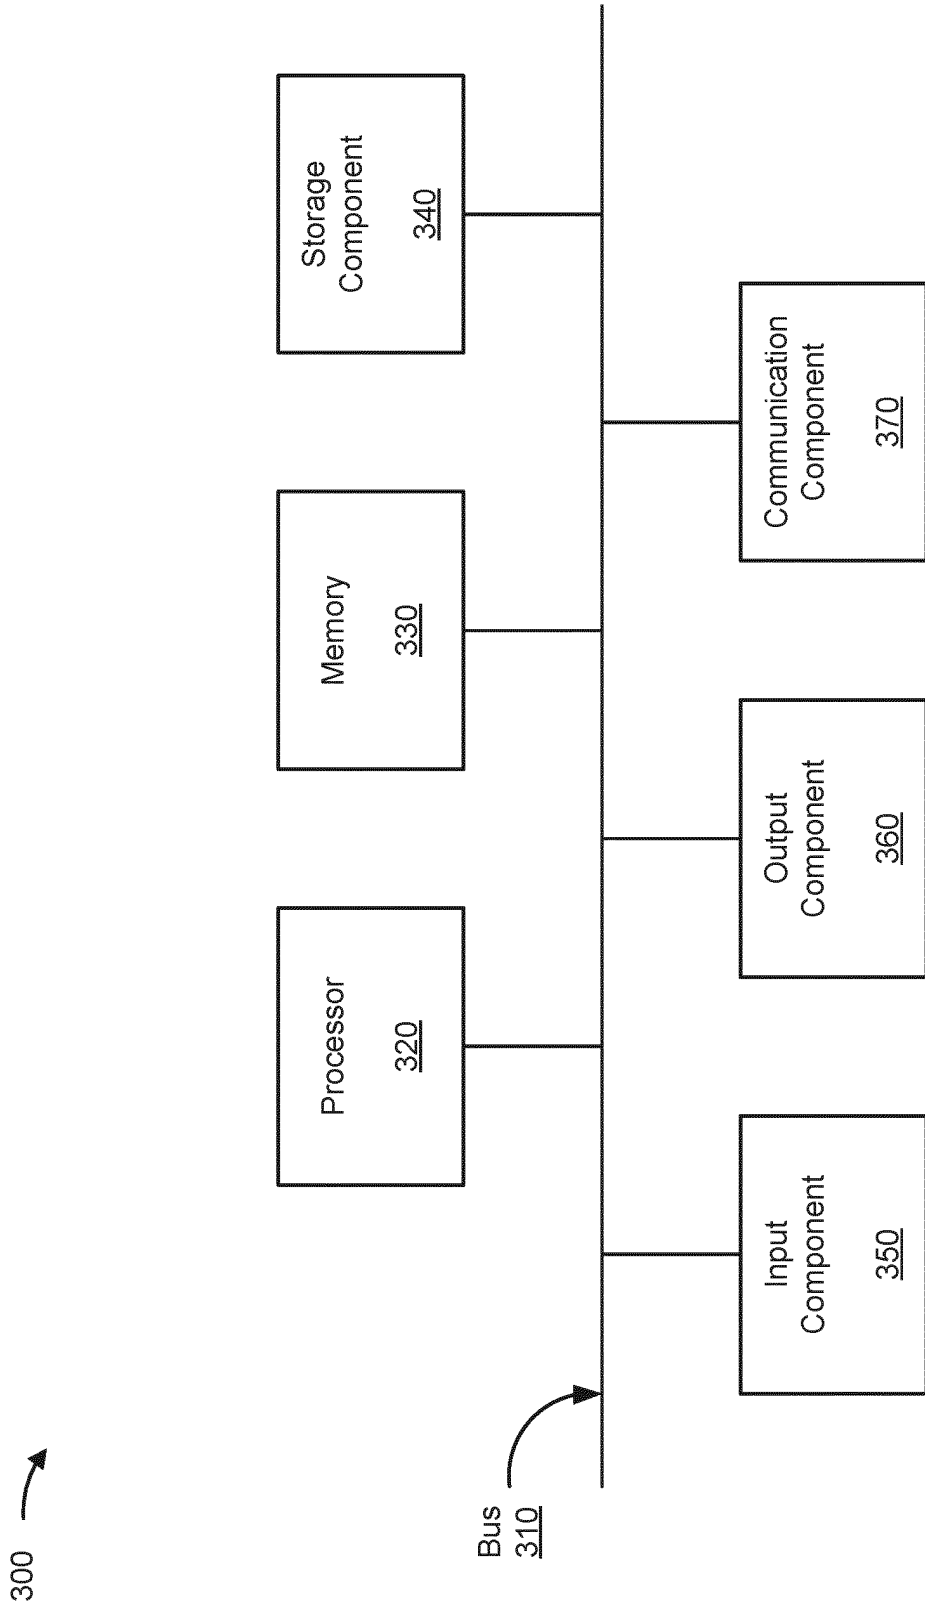 300
Processor
320
Memory
330
Storage
Component
340
Bus
310
Input
Component
350
Output
Component
360
Communication
Component
370